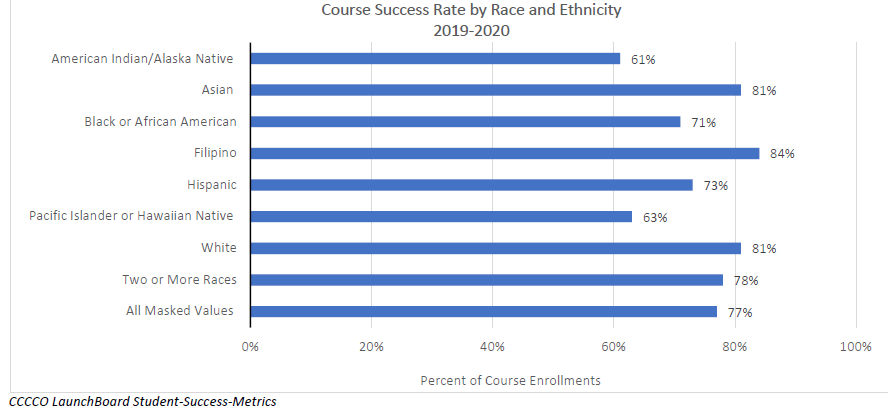 Course Success Rate by Race and Ethnicity
2019-2020
American Indian/Alaska Native 61%
Asian 81%
Black or African American 71%
Filipino 84%
Hispanic 73%
Pacific Islander or Hawaiian Native 63%
White 81%
Two or More Races 78%
All Masked Values 77%
0% 20% 40% 60% 80% 100%
Percent of Course Enrollments
CCCCO LaunchBoard Student-Success-Metrics